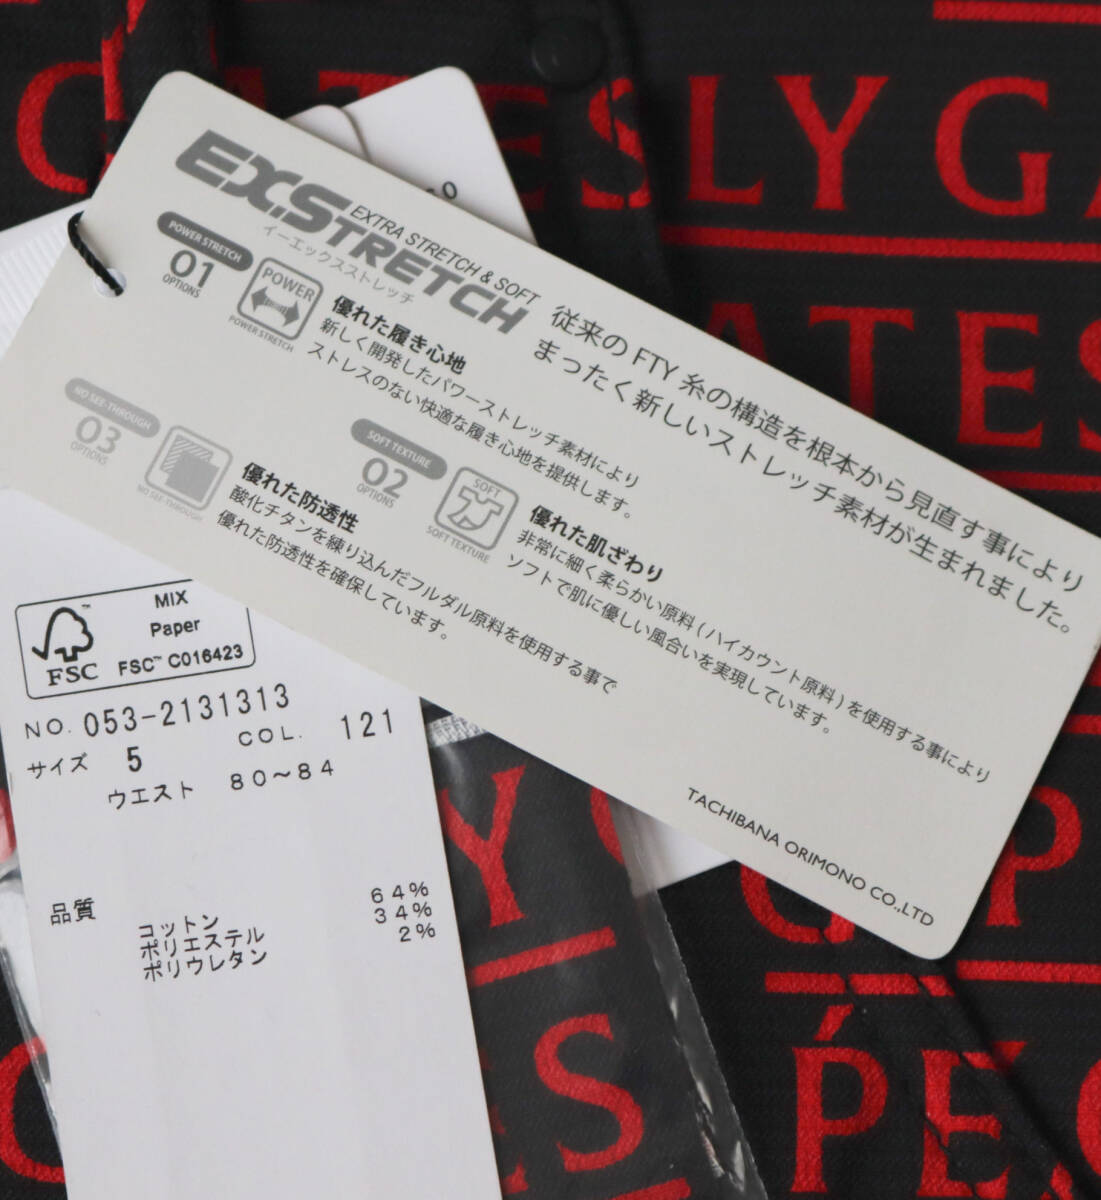 GATESLY GA
ATES
EX.STRETCH
EXTRA STRETCH & SOFT
イーエックスストレッチ
従来の FTY 糸の構造を根本から見直す事により
まったく新しいストレッチ素材が生まれました。
POWER STRETCH
01
OPTIONS
POWER
POWER STRETCH
優れた履き心地
新しく開発したパワーストレッチ素材により
ストレスのない快適な履き心地を提供します。
SOFT TEXTURE
02
OPTIONS
SOFT
SOFT TEXTURE
優れた肌ざわり
非常に細く柔らかい原料(ハイカウント原料)を使用する事により
ソフトで肌に優しい風合いを実現しています。
NO SEE-THROUGH
03
OPTIONS
NO SEE-THROUGH
優れた防透性
酸化チタンを練り込んだフルダル原料を使用する事で
優れた防透性を確保しています。
TACHIBANA ORIMONO CO.,LTD
FSC™
MIX
Paper
FSC™ C016423
NO. 053-2131313
サイズ 5 COL. 121
ウエスト 80～84
品質
コットン 64%
ポリエステル 34%
ポリウレタン 2%
Y G
P
S
PE